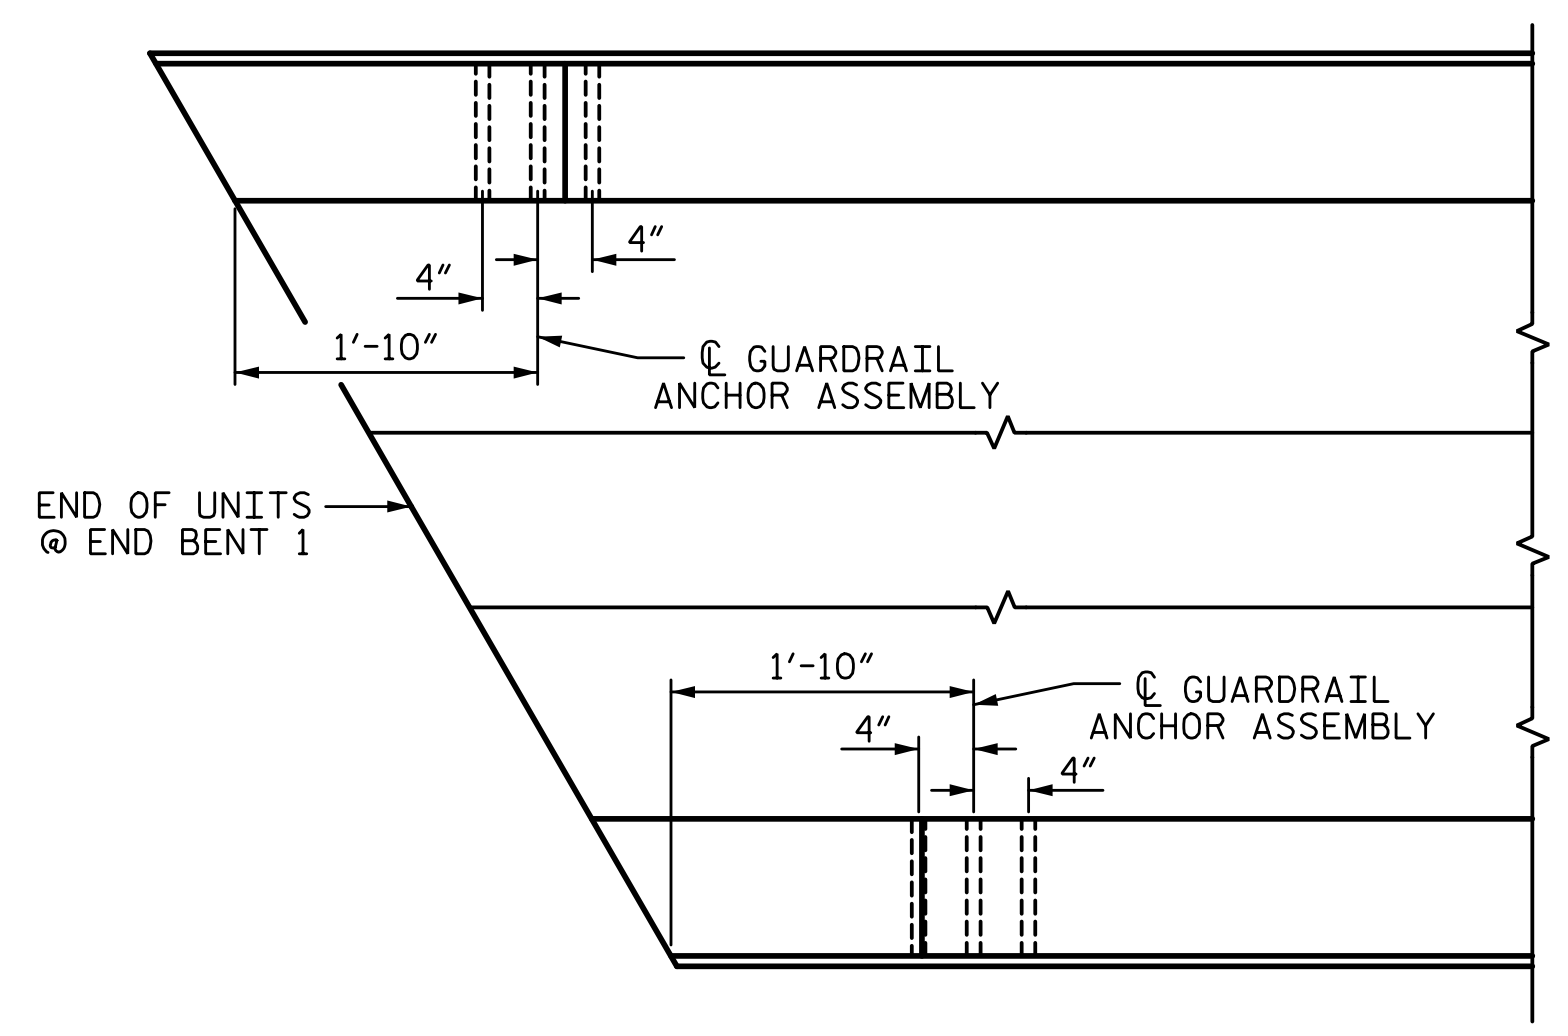 4″
4″
1′-10″
℄ GUARDRAIL
ANCHOR ASSEMBLY
END OF UNITS
@ END BENT 1
1′-10″
℄ GUARDRAIL
ANCHOR ASSEMBLY
4″
4″